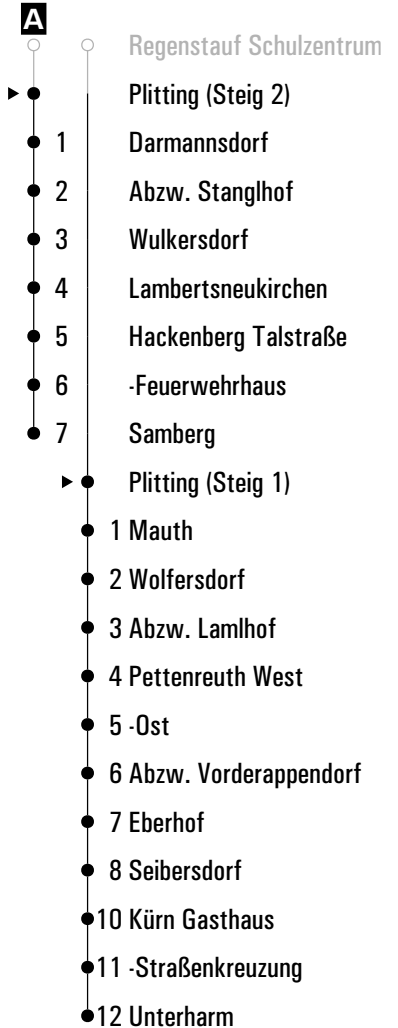 A
Regenstauf Schulzentrum
Plitting (Steig 2)
1 Darmannsdorf
2 Abzw. Stanglhof
3 Wulkersdorf
4 Lambertsneukirchen
5 Hackenberg Talstraße
6 -Feuerwehrhaus
7 Samberg
Plitting (Steig 1)
1 Mauth
2 Wolfersdorf
3 Abzw. Lamlhof
4 Pettenreuth West
5 -Ost
6 Abzw. Vorderappendorf
7 Eberhof
8 Seibersdorf
10 Kürn Gasthaus
11 -Straßenkreuzung
12 Unterharm